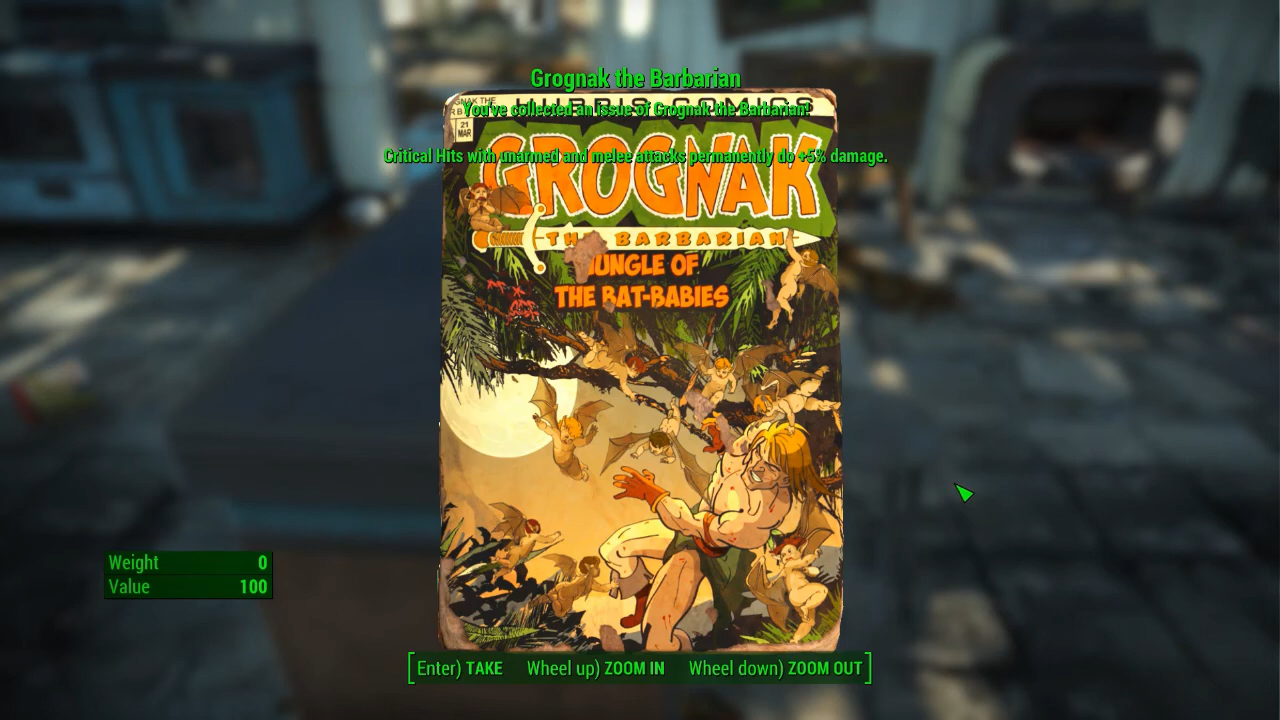 Grognak the Barbarian
HUBRIS COMICS
You've collected an issue of Grognak the Barbarian!
21
MAR
Critical Hits with unarmed and melee attacks permanently do +5% damage.
GROGNAK
THE BARBARIAN
JUNGLE OF
THE BAT-BABIES
Weight 0
Value 100
Enter) TAKE Wheel up) ZOOM IN Wheel down) ZOOM OUT